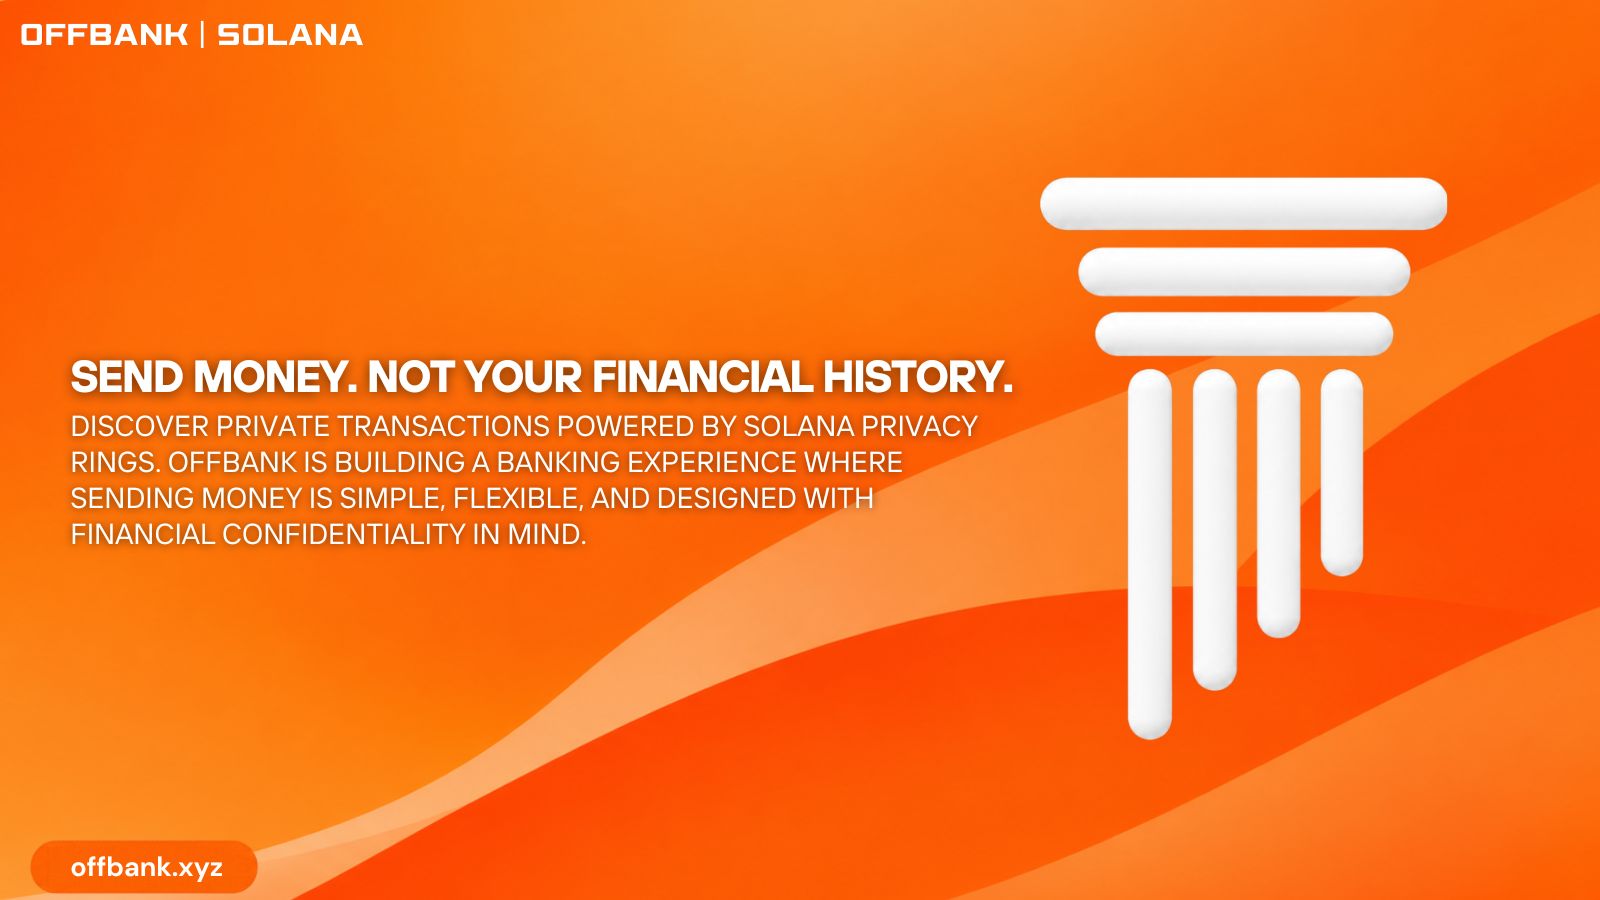 OFFBANK | SOLANA
SEND MONEY. NOT YOUR FINANCIAL HISTORY.
DISCOVER PRIVATE TRANSACTIONS POWERED BY SOLANA PRIVACY
RINGS. OFFBANK IS BUILDING A BANKING EXPERIENCE WHERE
SENDING MONEY IS SIMPLE, FLEXIBLE, AND DESIGNED WITH
FINANCIAL CONFIDENTIALITY IN MIND.
offbank.xyz